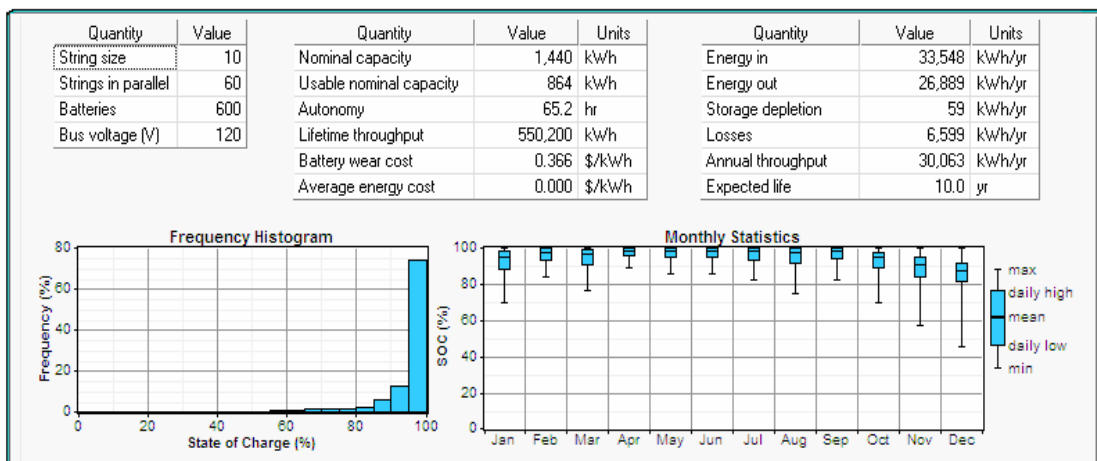 Quantity Value
String size 10
Strings in parallel 60
Batteries 600
Bus voltage (V) 120
Quantity Value Units
Nominal capacity 1,440 kWh
Usable nominal capacity 864 kWh
Autonomy 65.2 hr
Lifetime throughput 550,200 kWh
Battery wear cost 0.366 $/kWh
Average energy cost 0.000 $/kWh
Quantity Value Units
Energy in 33,548 kWh/yr
Energy out 26,889 kWh/yr
Storage depletion 59 kWh/yr
Losses 6,599 kWh/yr
Annual throughput 30,063 kWh/yr
Expected life 10.0 yr
Frequency Histogram
Frequency (%)
80
60
40
20
0
0 20 40 60 80 100
State of Charge (%)
Monthly Statistics
SOC (%)
100
80
60
40
20
0
Jan Feb Mar Apr May Jun Jul Aug Sep Oct Nov Dec
max
daily high
mean
daily low
min